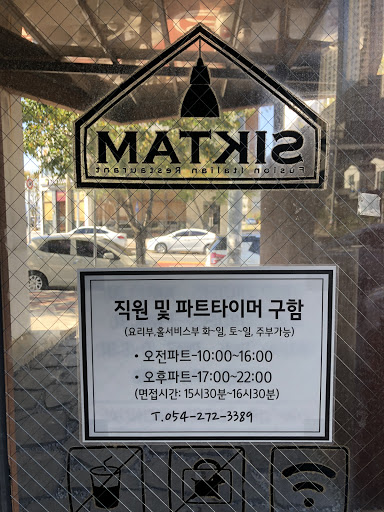 SIKTAM
Fusion Italian Restaurant
직원 및 파트타이머 구함
(요리부,홀서비스부 화~일, 토~일, 주부가능)
• 오전파트-10:00~16:00
• 오후파트-17:00~22:00
(면접시간: 15시30분~16시30분)
T.054-272-3389